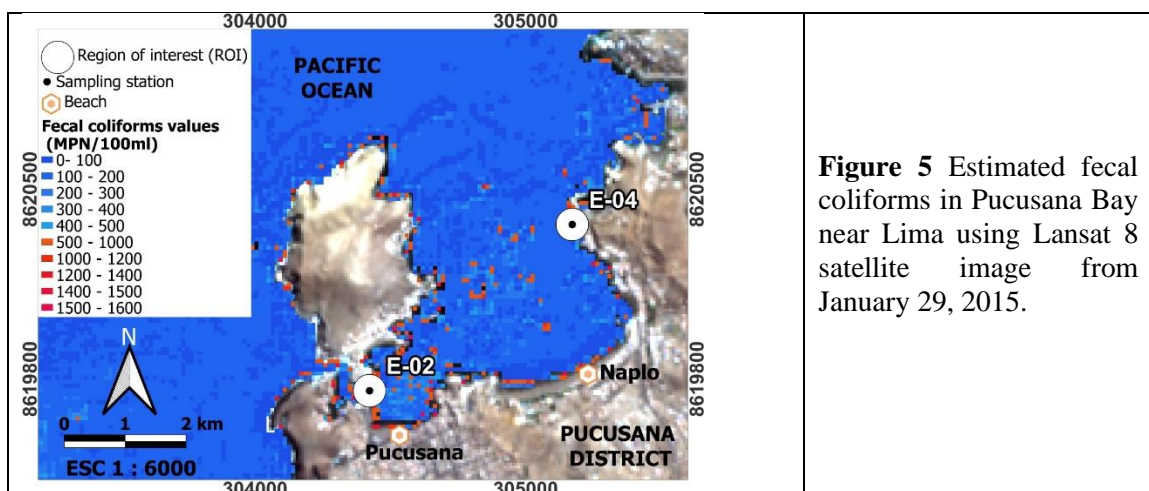 304000
305000
Region of interest (ROI)
Sampling station
Beach
Fecal coliforms values
(MPN/100ml)
0- 100
100 - 200
200 - 300
300 - 400
400 - 500
500 - 1000
1000 - 1200
1200 - 1400
1400 - 1500
1500 - 1600
PACIFIC
OCEAN
8620500
8620500
E-04
N
E-02
Naplo
8619800
8619800
0 1 2 km
ESC 1 : 6000
Pucusana
PUCUSANA
DISTRICT
304000
305000
Figure 5 Estimated fecal
coliforms in Pucusana Bay
near Lima using Lansat 8
satellite image from
January 29, 2015.